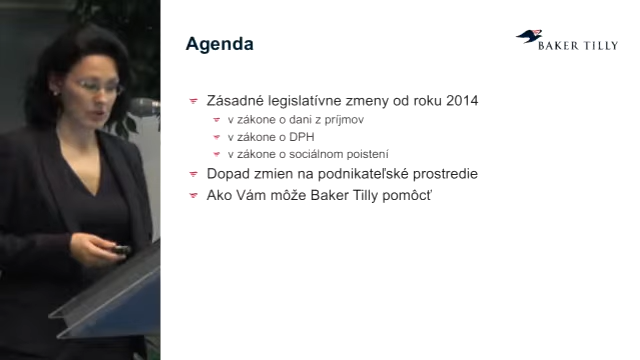 Agenda
BAKER TILLY
Zásadné legislatívne zmeny od roku 2014
v zákone o dani z príjmov
v zákone o DPH
v zákone o sociálnom poistení
Dopad zmien na podnikateľské prostredie
Ako Vám môže Baker Tilly pomôcť